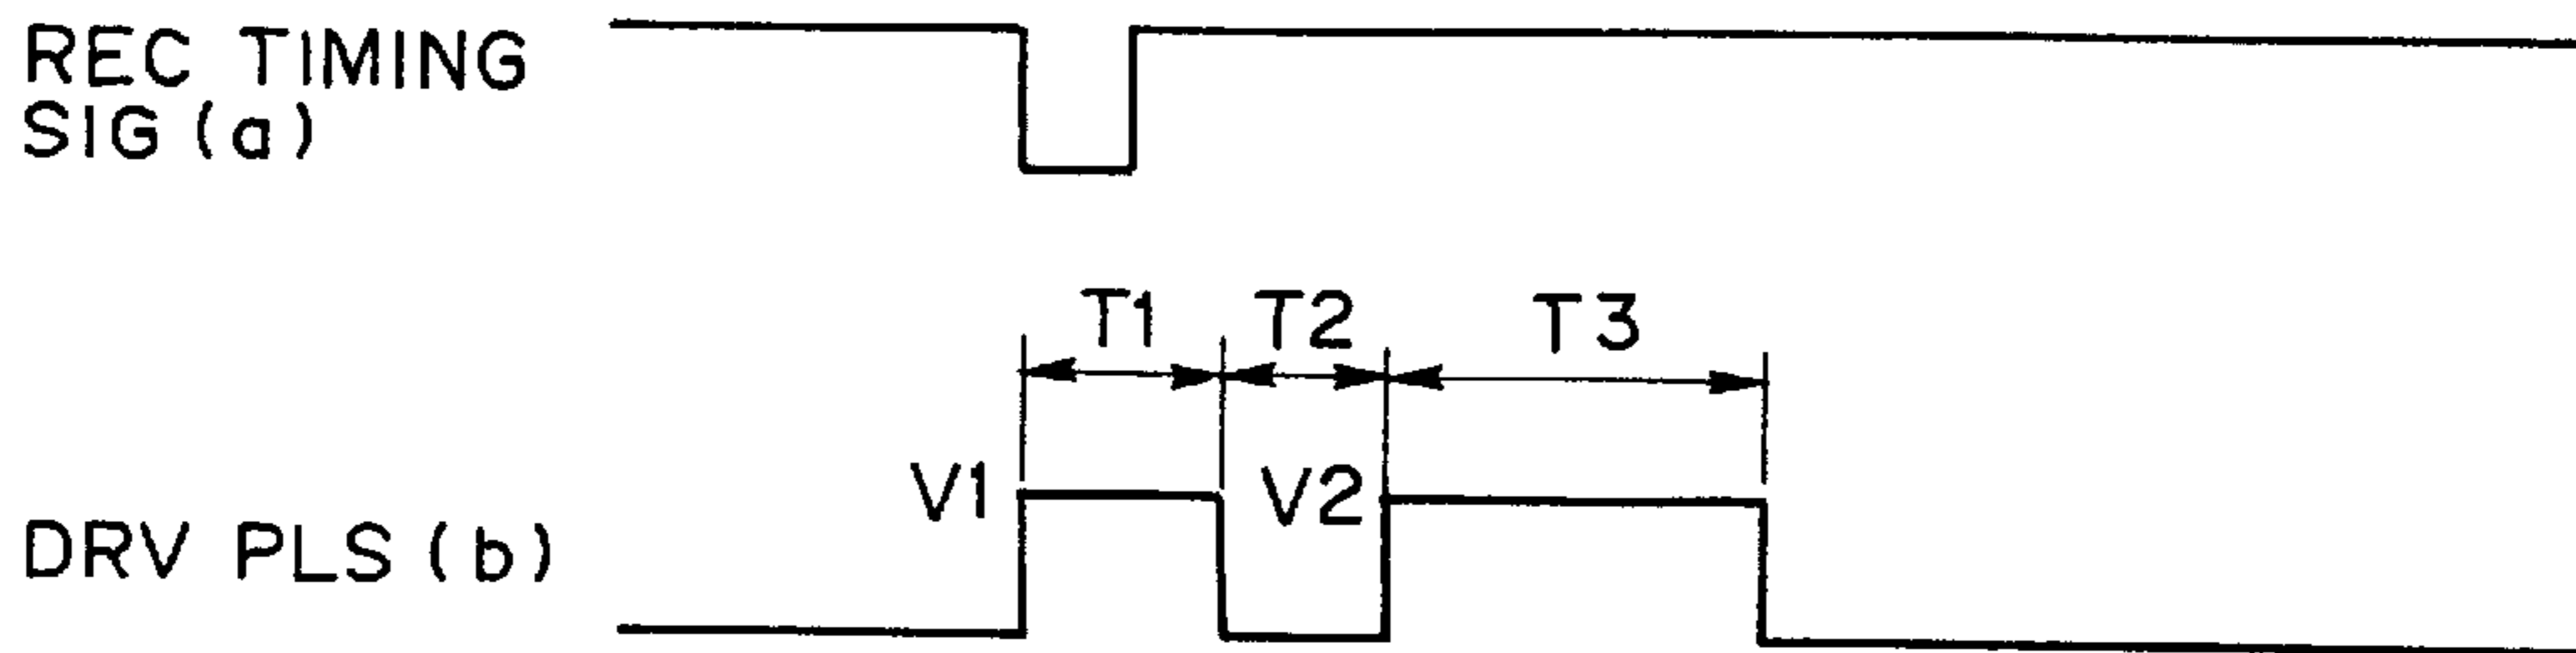 REC TIMING
SIG (a)
T1 T2 T3
V1 V2
DRV PLS (b)